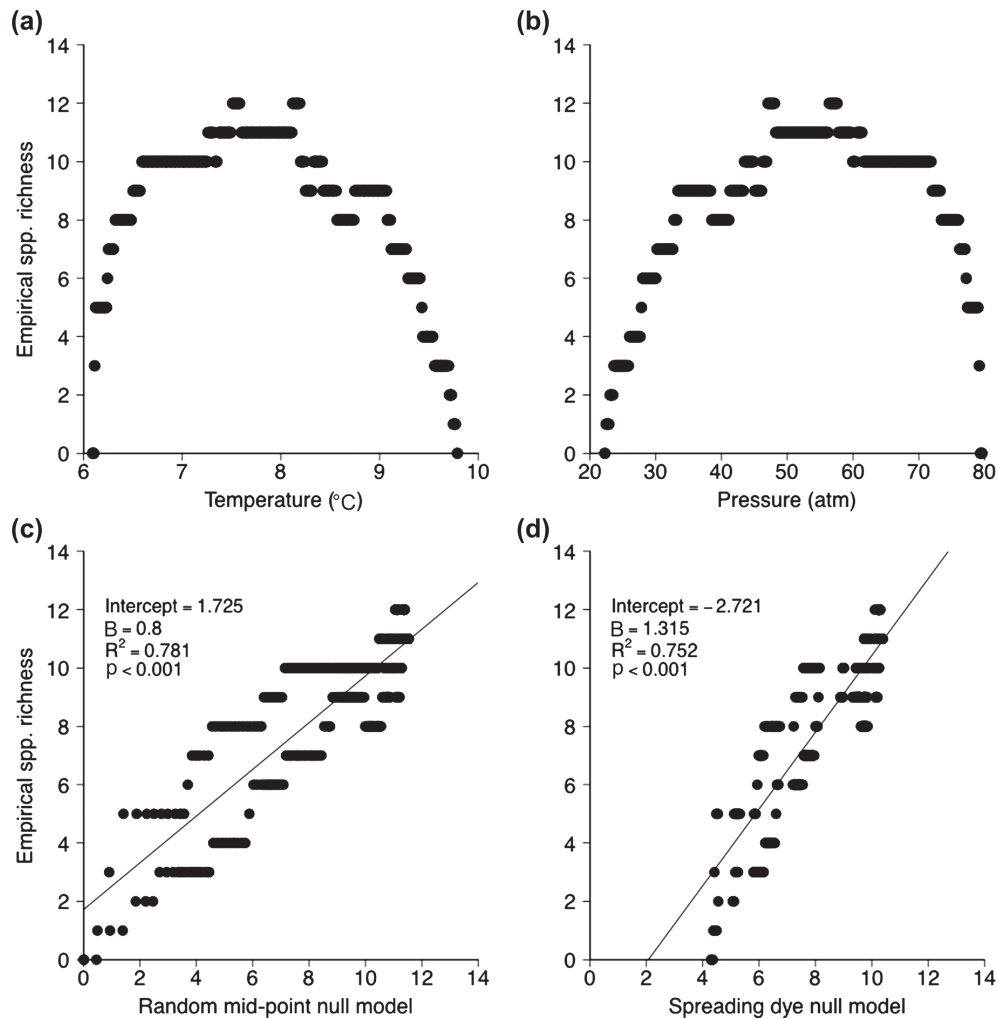 (a)
14
12
10
8
6
4
2
0
Empirical spp. richness
6 7 8 9 10
Temperature (°C)
(b)
14
12
10
8
6
4
2
0
20 30 40 50 60 70 80
Pressure (atm)
(c)
14
12
10
8
6
4
2
0
Empirical spp. richness
Intercept = 1.725
B = 0.8
R² = 0.781
p < 0.001
0 2 4 6 8 10 12 14
Random mid-point null model
(d)
14
12
10
8
6
4
2
0
Intercept = −2.721
B = 1.315
R² = 0.752
p < 0.001
0 2 4 6 8 10 12 14
Spreading dye null model